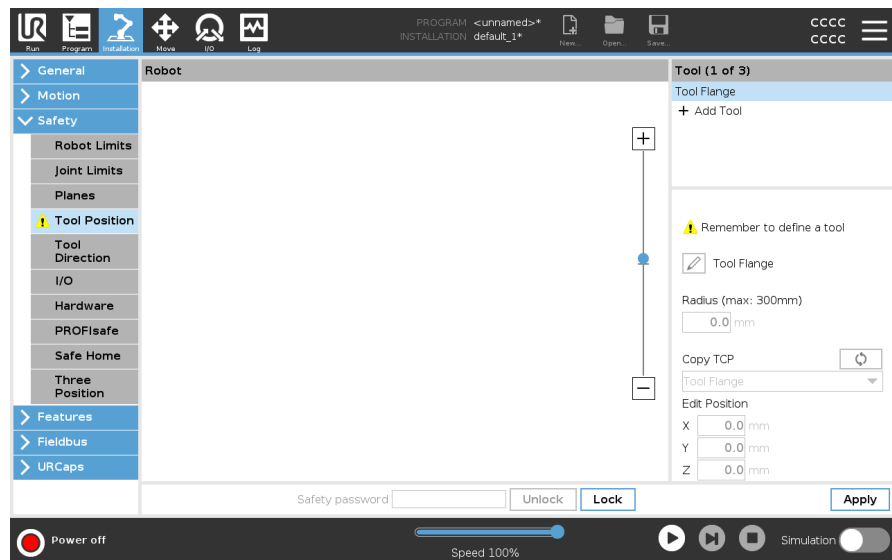 PROGRAM <unnamed>*
INSTALLATION default_1*
New...
Open...
Save...
cccc
cccc
Run
Program
Installation
Move
I/O
Log
General
Motion
Safety
Robot Limits
Joint Limits
Planes
Tool Position
Tool
Direction
I/O
Hardware
PROFIsafe
Safe Home
Three
Position
Features
Fieldbus
URCaps
Robot
Tool (1 of 3)
Tool Flange
+ Add Tool
Remember to define a tool
Tool Flange
Radius (max: 300mm)
0.0 mm
Copy TCP
Tool Flange
Edit Position
X 0.0 mm
Y 0.0 mm
Z 0.0 mm
Safety password
Unlock
Lock
Apply
Power off
Speed 100%
Simulation